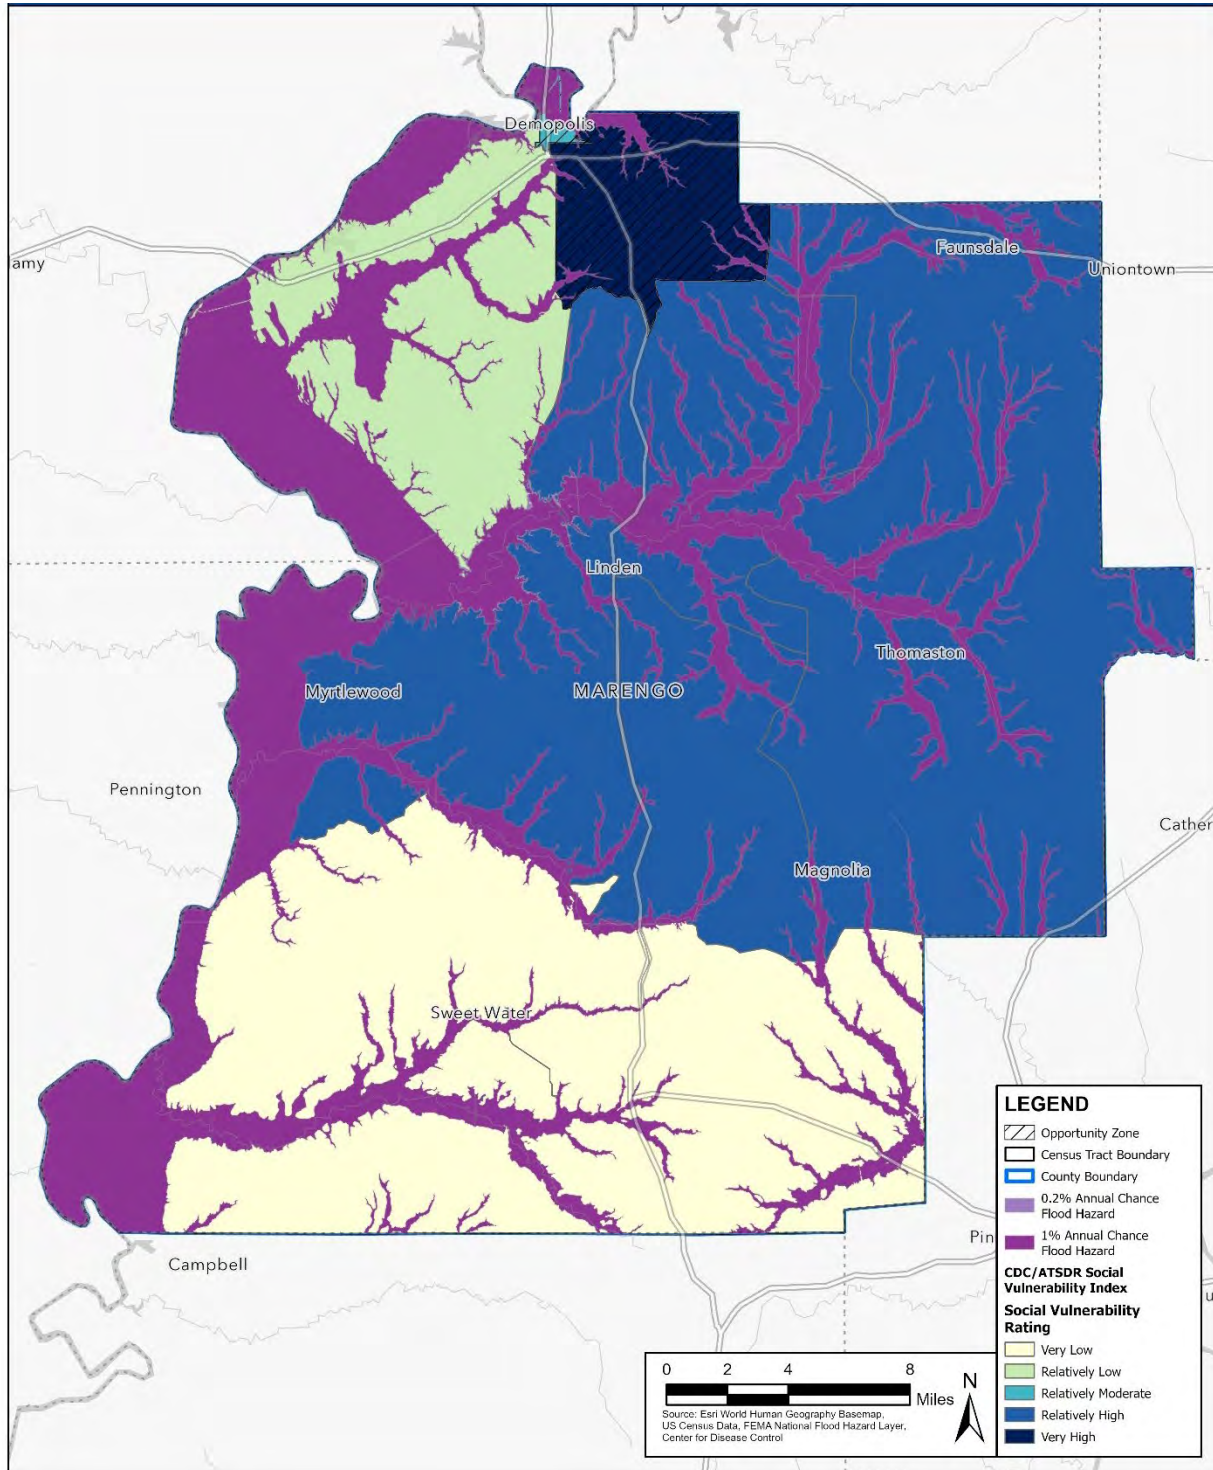 Demopolis
amy
Faunsdale
Uniontown
Linden
Thomaston
Myrtlewood
MARENGO
Pennington
Cather
Magnolia
Sweet Water
Campbell
Pin
u
LEGEND
Opportunity Zone
Census Tract Boundary
County Boundary
0.2% Annual Chance
Flood Hazard
1% Annual Chance
Flood Hazard
CDC/ATSDR Social
Vulnerability Index
Social Vulnerability
Rating
Very Low
Relatively Low
Relatively Moderate
Relatively High
Very High
0 2 4 8
Miles
N
Source: Esri World Human Geography Basemap,
US Census Data, FEMA National Flood Hazard Layer,
Center for Disease Control